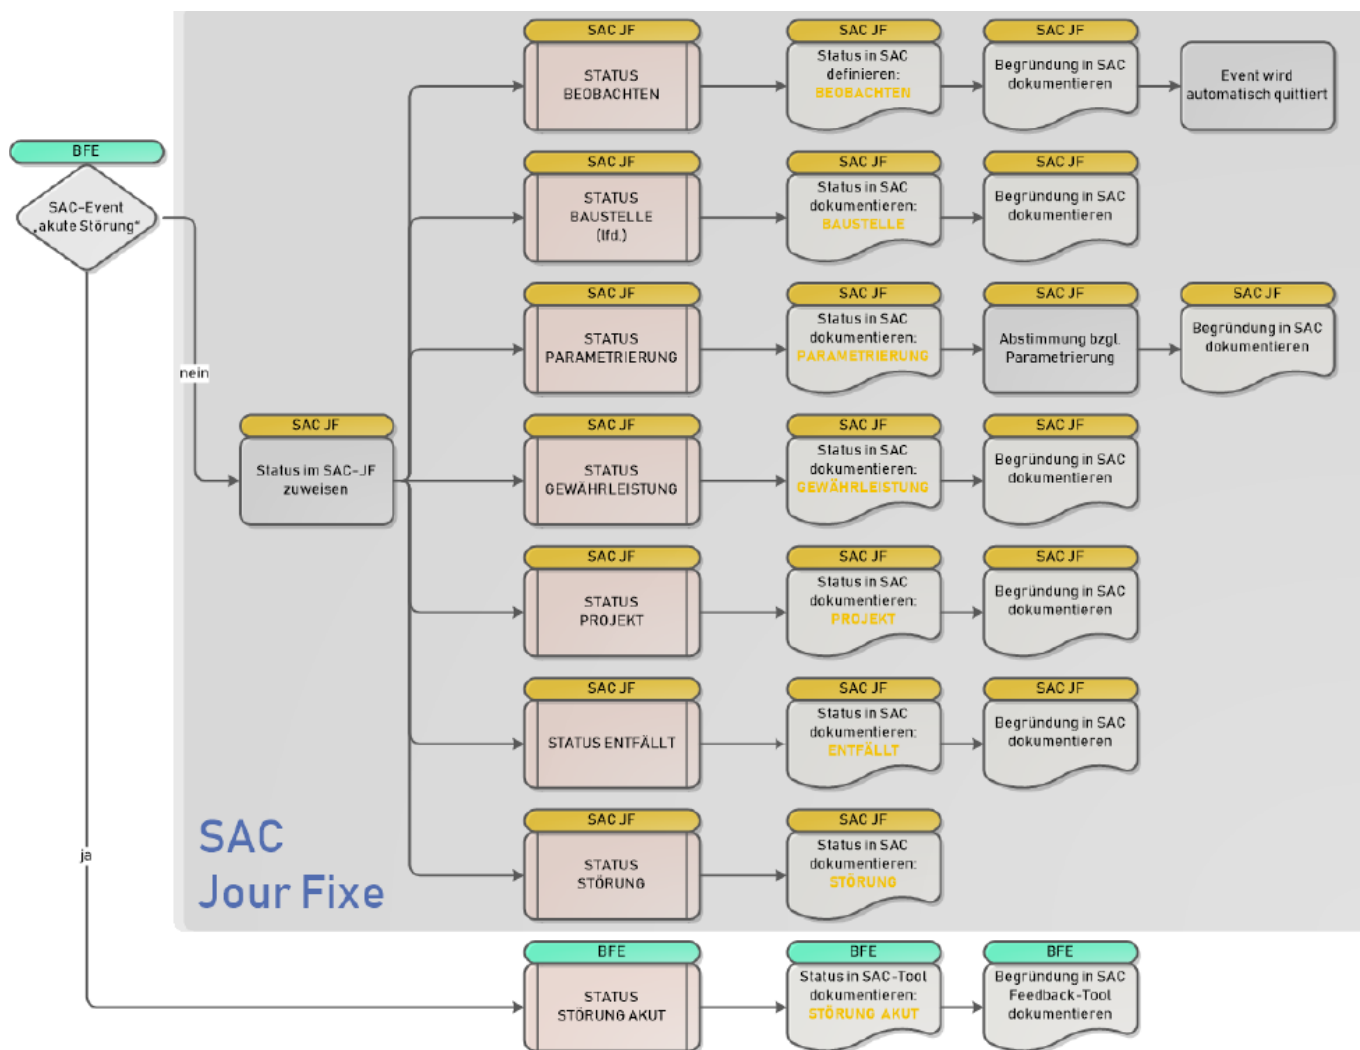 SAC JF
STATUS
BEOBACHTEN
SAC JF
Status in SAC
definieren:
BEOBACHTEN
SAC JF
Begründung in SAC
dokumentieren
Event wird
automatisch quittiert
BFE
SAC-Event
„akute Störung“
SAC JF
STATUS
BAUSTELLE
(lfd.)
SAC JF
Status in SAC
dokumentieren:
BAUSTELLE
SAC JF
Begründung in SAC
dokumentieren
SAC JF
STATUS
PARAMETRIERUNG
SAC JF
Status in SAC
dokumentieren:
PARAMETRIERUNG
SAC JF
Abstimmung bzgl.
Parametrierung
SAC JF
Begründung in SAC
dokumentieren
nein
SAC JF
Status im SAC-JF
zuweisen
SAC JF
STATUS
GEWÄHRLEISTUNG
SAC JF
Status in SAC
dokumentieren:
GEWÄHRLEISTUNG
SAC JF
Begründung in SAC
dokumentieren
SAC JF
STATUS
PROJEKT
SAC JF
Status in SAC
dokumentieren:
PROJEKT
SAC JF
Begründung in SAC
dokumentieren
SAC JF
STATUS ENTFÄLLT
SAC JF
Status in SAC
dokumentieren:
ENTFÄLLT
SAC JF
Begründung in SAC
dokumentieren
SAC
Jour Fixe
ja
SAC JF
STATUS
STÖRUNG
SAC JF
Status in SAC
dokumentieren:
STÖRUNG
BFE
STATUS
STÖRUNG AKUT
BFE
Status in SAC-Tool
dokumentieren:
STÖRUNG AKUT
BFE
Begründung in SAC
Feedback-Tool
dokumentieren